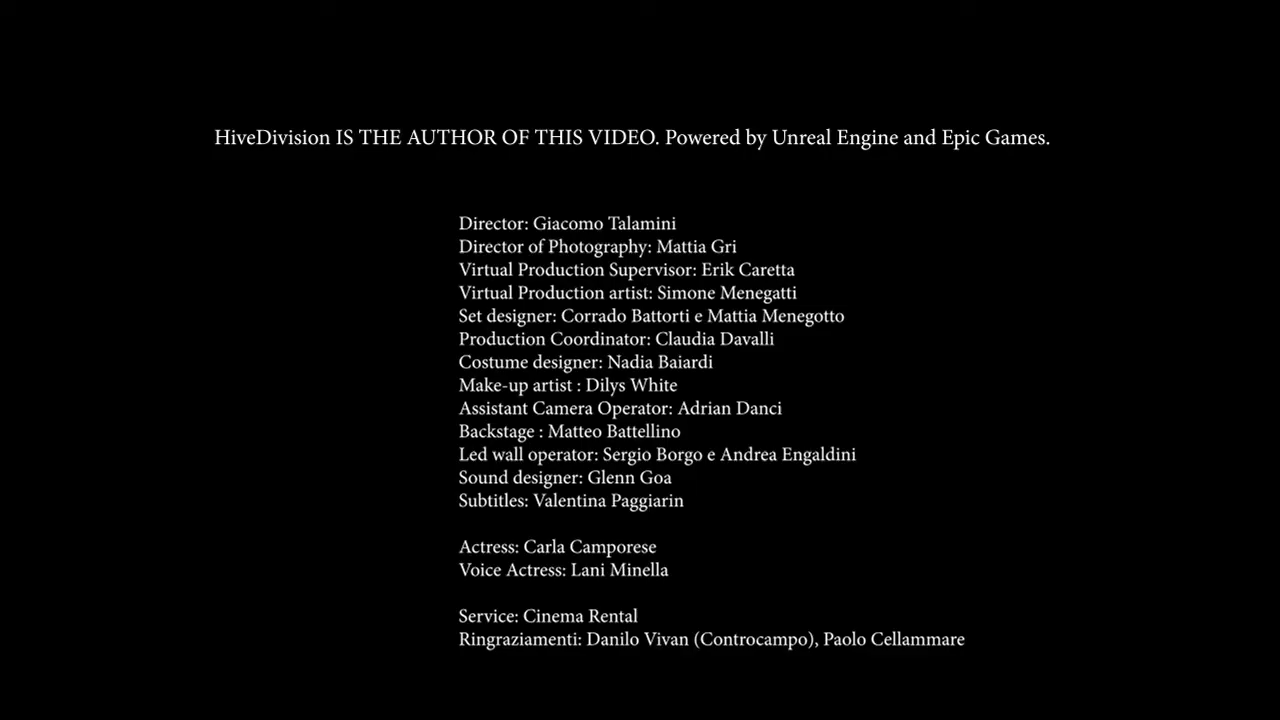 HiveDivision IS THE AUTHOR OF THIS VIDEO. Powered by Unreal Engine and Epic Games.
Director: Giacomo Talamini
Director of Photography: Mattia Gri
Virtual Production Supervisor: Erik Caretta
Virtual Production artist: Simone Menegatti
Set designer: Corrado Battorti e Mattia Menegotto
Production Coordinator: Claudia Davalli
Costume designer: Nadia Baiardi
Make-up artist : Dilys White
Assistant Camera Operator: Adrian Danci
Backstage : Matteo Battellino
Led wall operator: Sergio Borgo e Andrea Engaldini
Sound designer: Glenn Goa
Subtitles: Valentina Paggiarin
Actress: Carla Camporese
Voice Actress: Lani Minella
Service: Cinema Rental
Ringraziamenti: Danilo Vivan (Controcampo), Paolo Cellammare